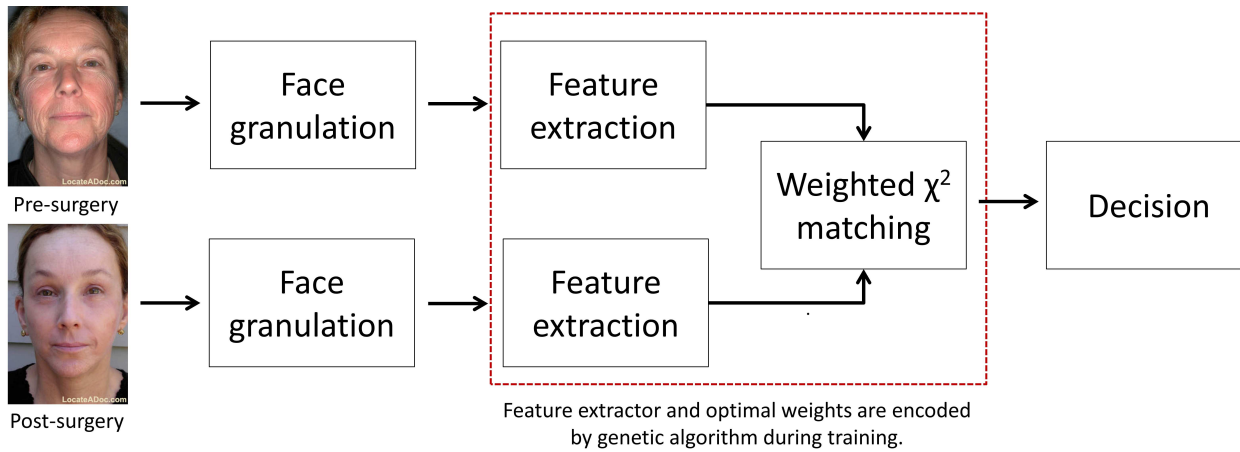 LocateADoc.com
Pre-surgery
Face
granulation
Feature
extraction
LocateADoc.com
Post-surgery
Face
granulation
Feature
extraction
Weighted χ²
matching
Decision
Feature extractor and optimal weights are encoded
by genetic algorithm during training.